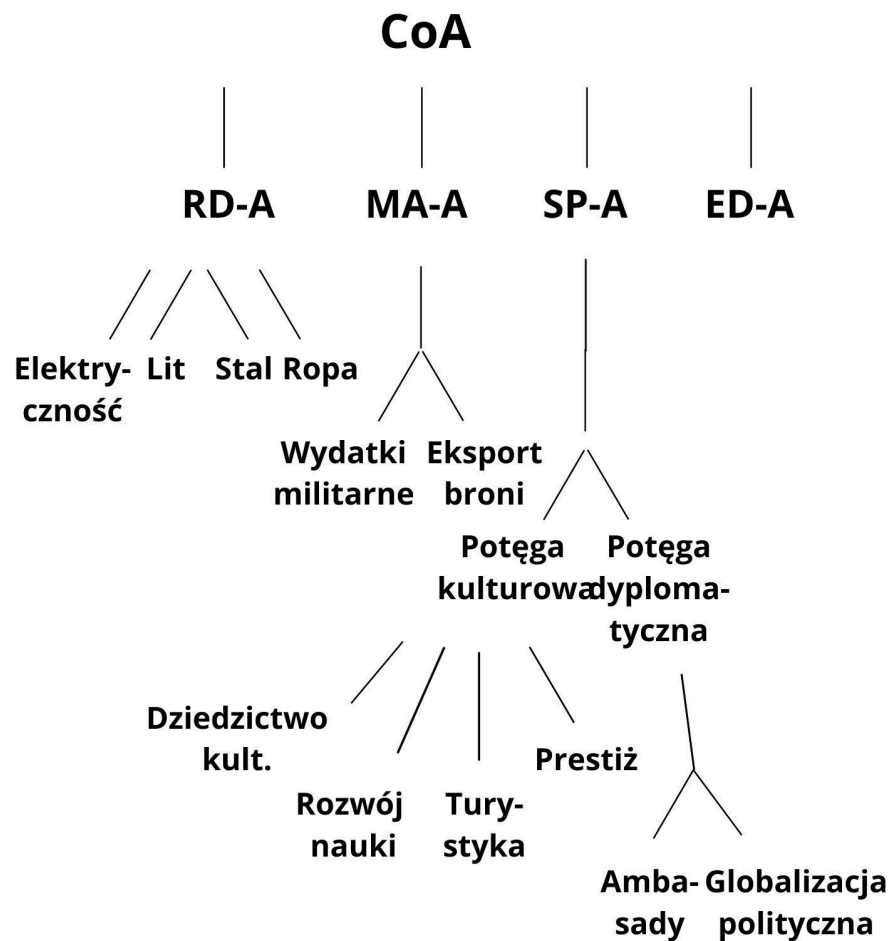 CoA
RD-A MA-A SP-A ED-A
Elektry-
czność
Lit
Stal
Ropa
Wydatki
militarne
Eksport
broni
Potęga
kulturowa
Potęga
dyploma-
tyczna
Dziedzictwo
kult.
Rozwój
nauki
Tury-
styka
Prestiż
Amba-
sady
Globalizacja
polityczna